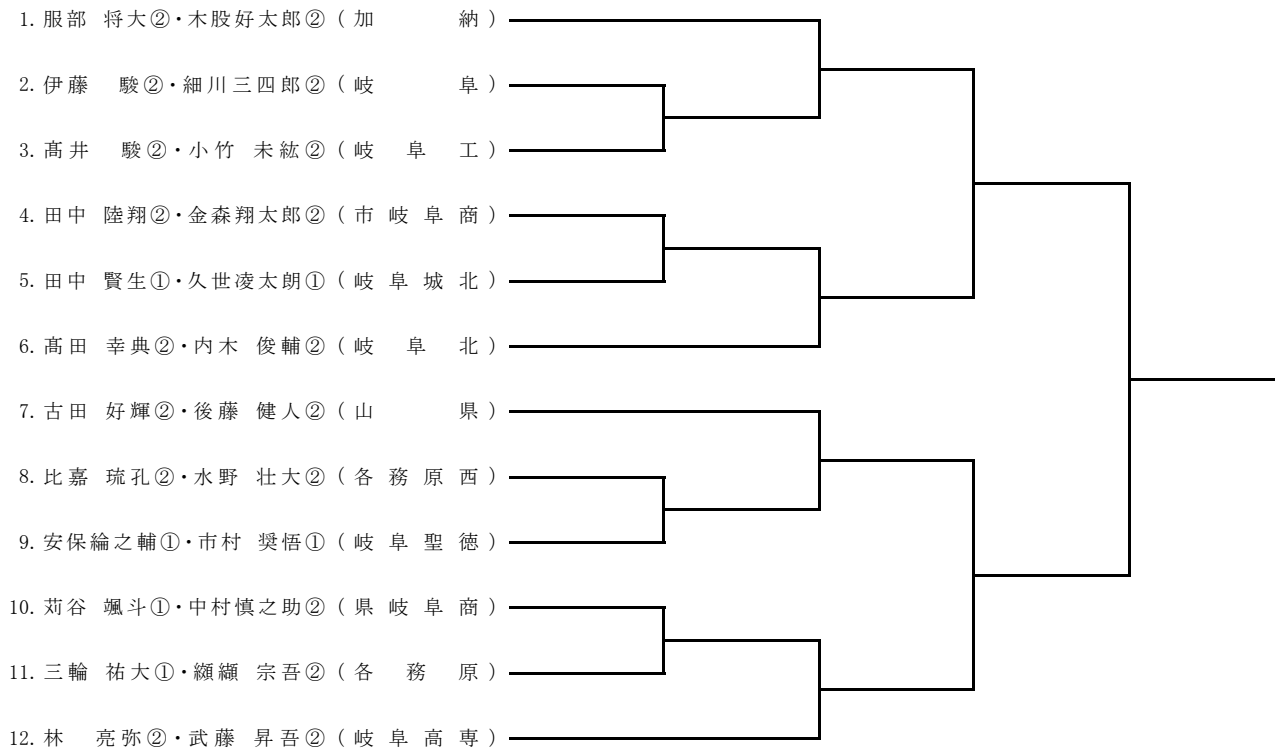 1. 服部 将大②・木股好太郎②（加納）
2. 伊藤 駿②・細川三四郎②（岐阜）
3. 髙井 駿②・小竹 未紘②（岐阜工）
4. 田中 陸翔②・金森翔太郎②（市岐阜商）
5. 田中 賢生①・久世凌太朗①（岐阜城北）
6. 髙田 幸典②・内木 俊輔②（岐阜北）
7. 古田 好輝②・後藤 健人②（山県）
8. 比嘉 琉孔②・水野 壮大②（各務原西）
9. 安保綸之輔①・市村 奨悟①（岐阜聖徳）
10. 苅谷 颯斗①・中村慎之助②（県岐阜商）
11. 三輪 祐大①・纐纈 宗吾②（各務原）
12. 林 亮弥②・武藤 昇吾②（岐阜高専）